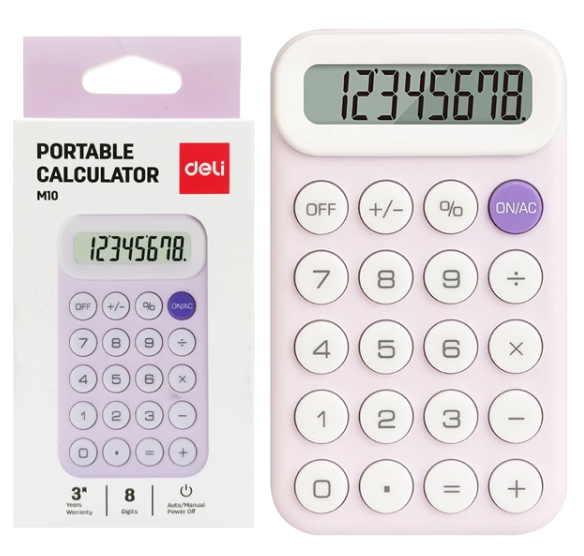 PORTABLE
CALCULATOR
M10
deli
12345678.
OFF +/- % ON/AC
7 8 9 ÷
4 5 6 ×
1 2 3 −
0 . = +
3
Years
Warranty
8
Digits
Auto/Manual
Power Off
12345678.
OFF +/− % ON/AC
7 8 9 ÷
4 5 6 ×
1 2 3 −
0 . = +